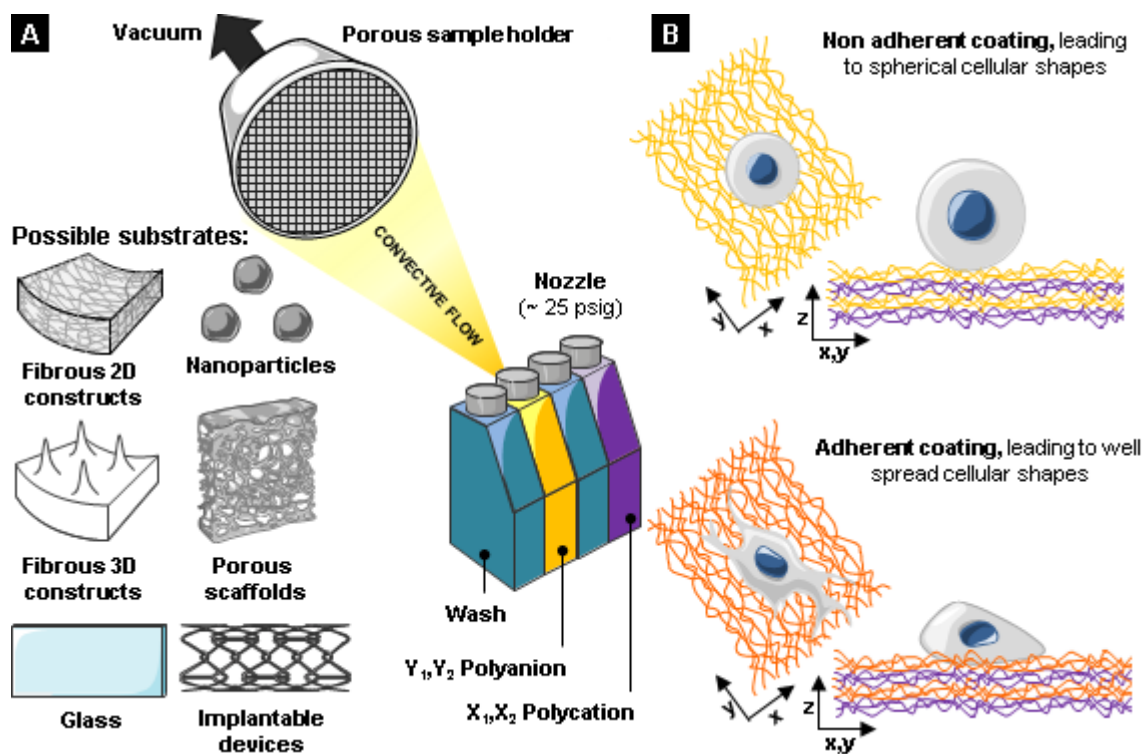 A
Vacuum
Porous sample holder
CONVECTIVE FLOW
Possible substrates:
Fibrous 2D
constructs
Nanoparticles
Fibrous 3D
constructs
Porous
scaffolds
Glass
Implantable
devices
Nozzle
(~ 25 psig)
Wash
Y₁,Y₂ Polyanion
X₁,X₂ Polycation
B
Non adherent coating, leading
to spherical cellular shapes
y
x
z
x,y
Adherent coating, leading to well
spread cellular shapes
y
x
z
x,y